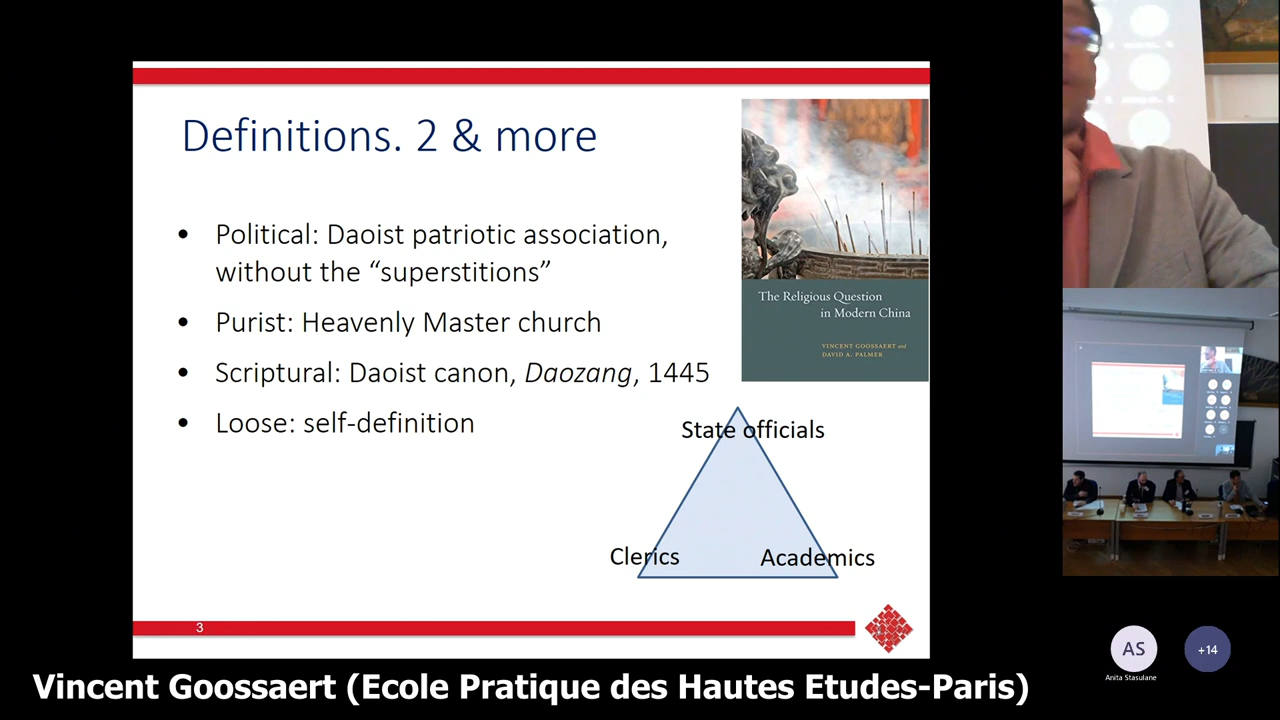 Definitions. 2 & more
• Political: Daoist patriotic association,
without the “superstitions”
• Purist: Heavenly Master church
• Scriptural: Daoist canon, Daozang, 1445
• Loose: self-definition
The Religious Question
in Modern China
VINCENT GOOSSAERT and
DAVID A. PALMER
State officials
Clerics
Academics
3
Vincent Goossaert (Ecole Pratique des Hautes Etudes-Paris)
AS
+14
Anita Stasulane